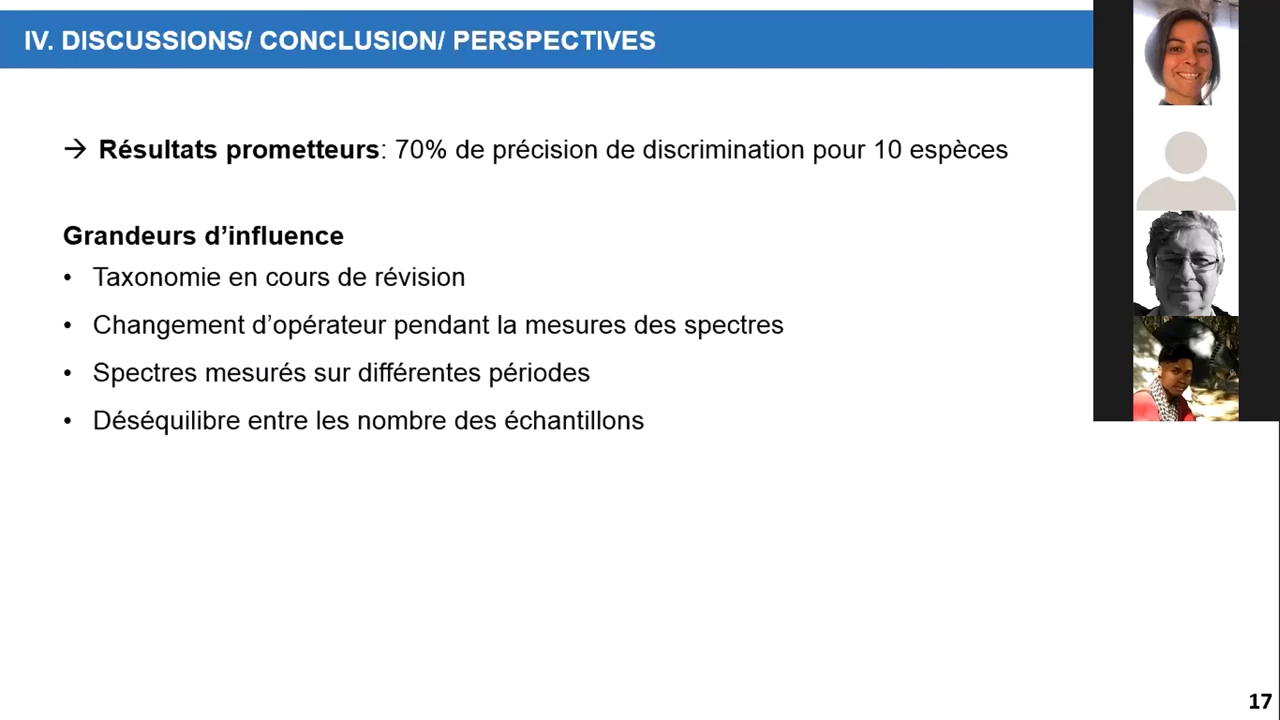 IV. DISCUSSIONS/ CONCLUSION/ PERSPECTIVES
→ Résultats prometteurs: 70% de précision de discrimination pour 10 espèces
Grandeurs d’influence
• Taxonomie en cours de révision
• Changement d’opérateur pendant la mesures des spectres
• Spectres mesurés sur différentes périodes
• Déséquilibre entre les nombre des échantillons
17